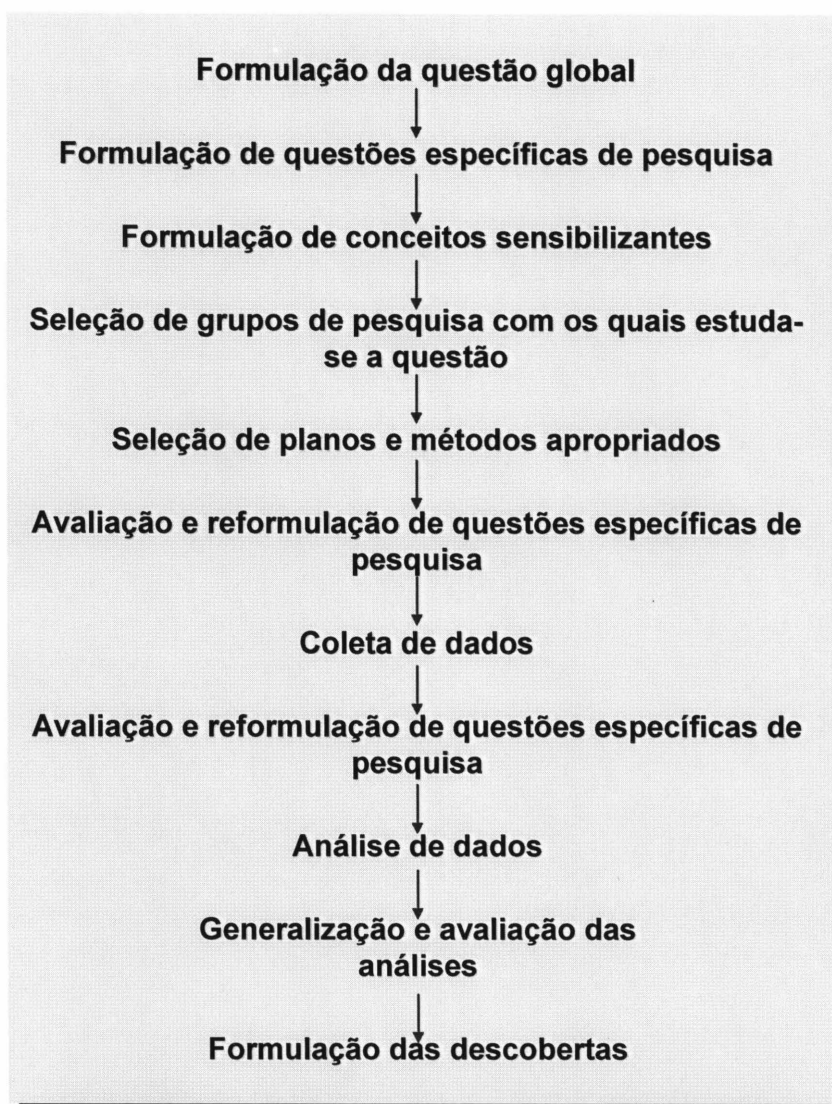 Formulação da questão global
Formulação de questões específicas de pesquisa
Formulação de conceitos sensibilizantes
Seleção de grupos de pesquisa com os quais estuda-
se a questão
Seleção de planos e métodos apropriados
Avaliação e reformulação de questões específicas de
pesquisa
Coleta de dados
Avaliação e reformulação de questões específicas de
pesquisa
Análise de dados
Generalização e avaliação das
análises
Formulação das descobertas